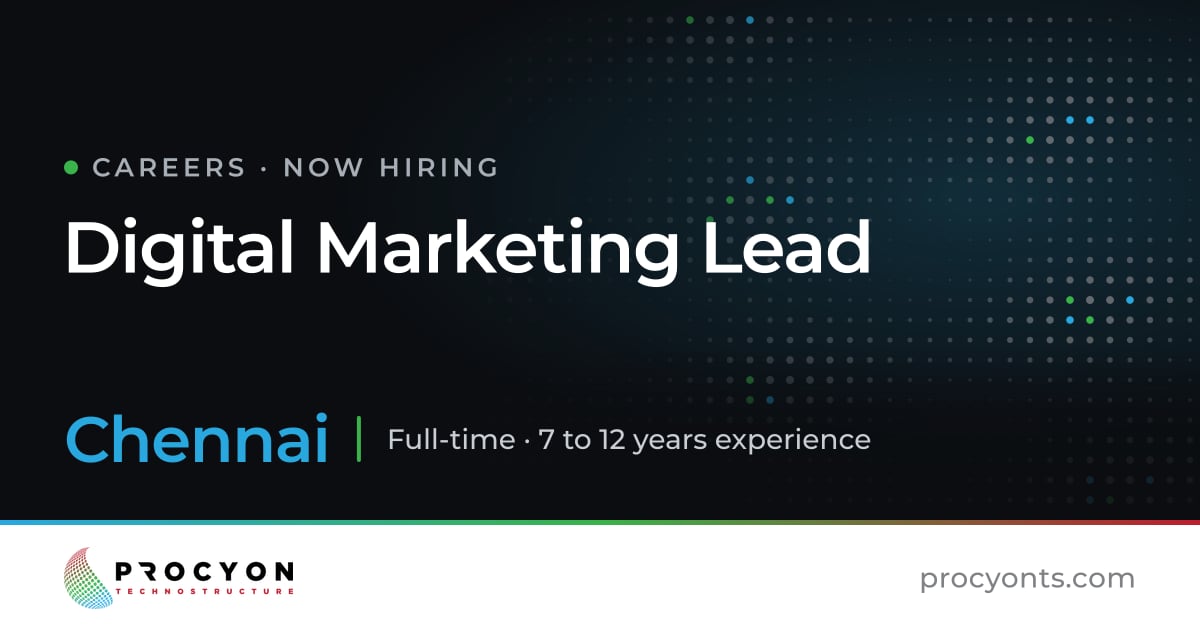 CAREERS · NOW HIRING
Digital Marketing Lead
Chennai
Full-time · 7 to 12 years experience
PROCYON
TECHNOSTRUCTURE
procyonts.com